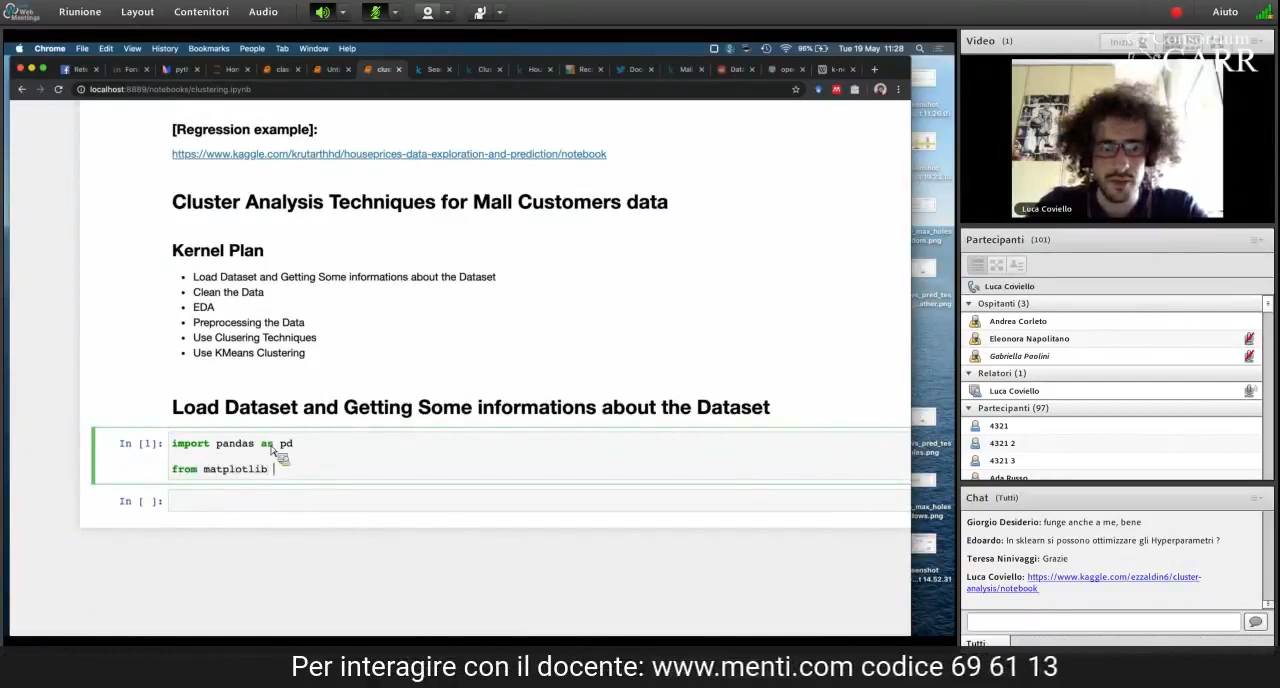 Web
Meetings
Riunione Layout Contenitori Audio Aiuto
Chrome File Edit View History Bookmarks People Tab Window Help 96% Tue 19 May 11:28
localhost:8889/notebooks/clustering.ipynb
[Regression example]:
https://www.kaggle.com/krutarthhd/houseprices-data-exploration-and-prediction/notebook
Cluster Analysis Techniques for Mall Customers data
Kernel Plan
• Load Dataset and Getting Some informations about the Dataset
• Clean the Data
• EDA
• Preprocessing the Data
• Use Clusering Techniques
• Use KMeans Clustering
Load Dataset and Getting Some informations about the Dataset
In [1]: import pandas as pd
from matplotlib
In [ ]:
Video (1)
Consortium
GARR
Luca Coviello
Partecipanti (101)
Luca Coviello
Ospitanti (3)
Andrea Corleto
Eleonora Napolitano
Gabriella Paolini
Relatori (1)
Luca Coviello
Partecipanti (97)
4321
4321 2
4321 3
Ada Russo
Chat (Tutti)
Giorgio Desiderio: funge anche a me, bene
Edoardo: In sklearn si possono ottimizzare gli Hyperparametri ?
Teresa Ninivaggi: Grazie
Luca Coviello: https://www.kaggle.com/ezzaldin6/cluster-
analysis/notebook
Tutti
Per interagire con il docente: www.menti.com codice 69 61 13